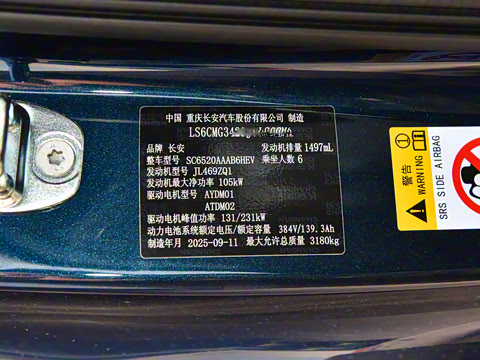 中国 重庆长安汽车股份有限公司 制造
LS6CMG34
品牌 长安 发动机排量 1497mL
整车型号 SC6520AAAB6HEV 乘坐人数 6
发动机型号 JL469ZQ1
发动机最大净功率 105kW
驱动电机型号 AYDM01
ATDM02
驱动电机峰值功率 131/231kW
动力电池系统额定电压/额定容量 384V/139.3Ah
制造年月 2025-09-11 最大允许总质量 3180kg
警告
WARNING
SRS SIDE AIRBAG